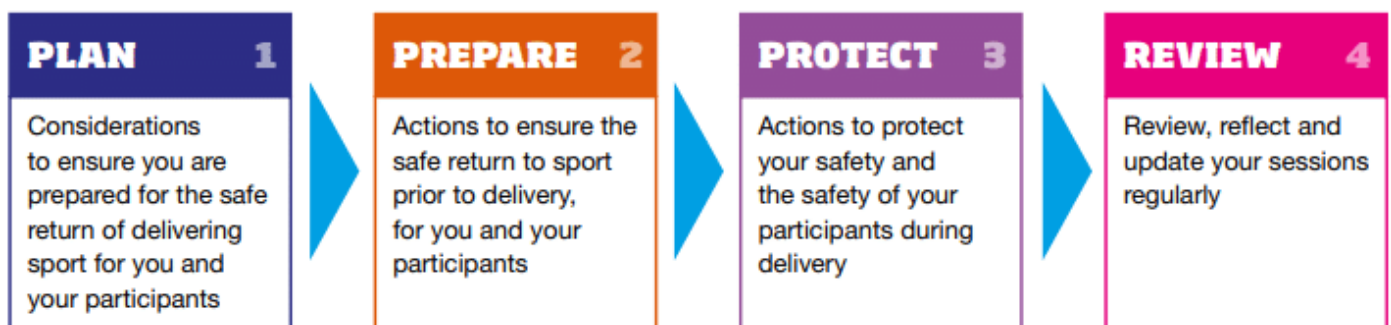 PLAN 1
Considerations
to ensure you are
prepared for the safe
return of delivering
sport for you and
your participants
PREPARE 2
Actions to ensure the
safe return to sport
prior to delivery,
for you and your
participants
PROTECT 3
Actions to protect
your safety and
the safety of your
participants during
delivery
REVIEW 4
Review, reflect and
update your sessions
regularly